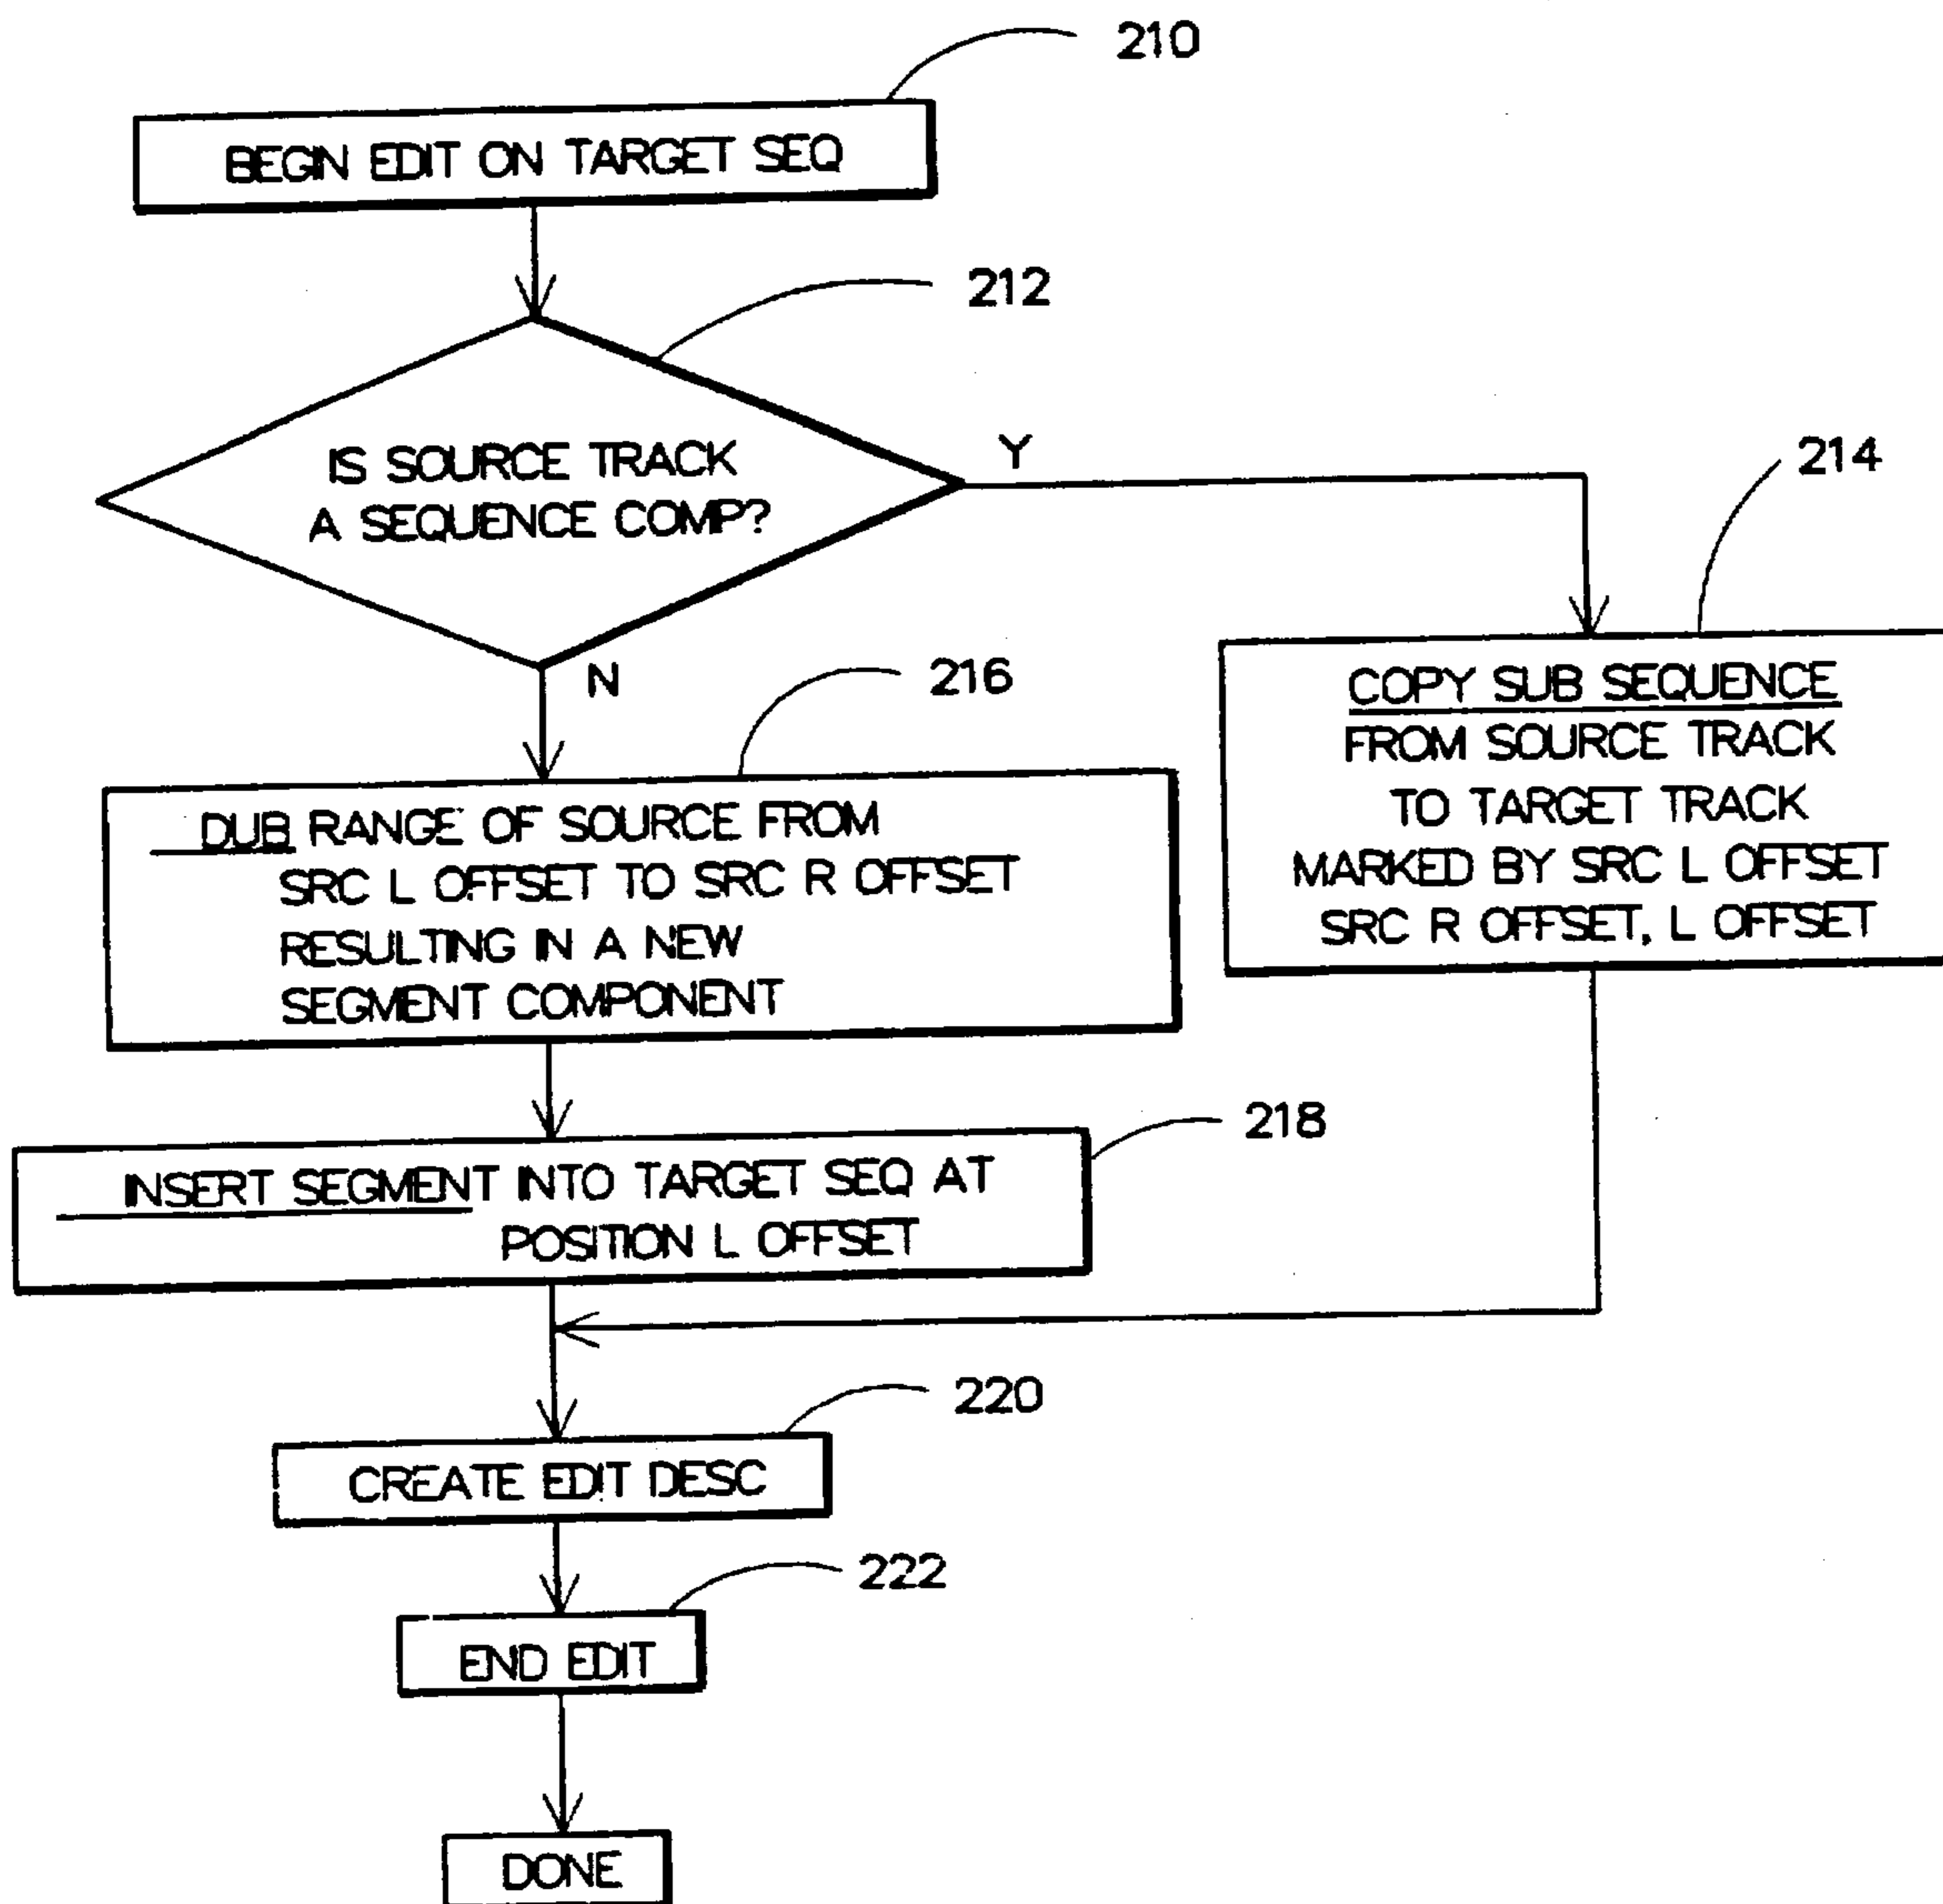 210
BEGIN EDIT ON TARGET SEQ
212
IS SOURCE TRACK
A SEQUENCE COMP?
Y
214
N
216
COPY SUB SEQUENCE
FROM SOURCE TRACK
TO TARGET TRACK
MARKED BY SRC L OFFSET
SRC R OFFSET, L OFFSET
DUB RANGE OF SOURCE FROM
SRC L OFFSET TO SRC R OFFSET
RESULTING IN A NEW
SEGMENT COMPONENT
218
INSERT SEGMENT INTO TARGET SEQ AT
POSITION L OFFSET
220
CREATE EDIT DESC
222
END EDIT
DONE